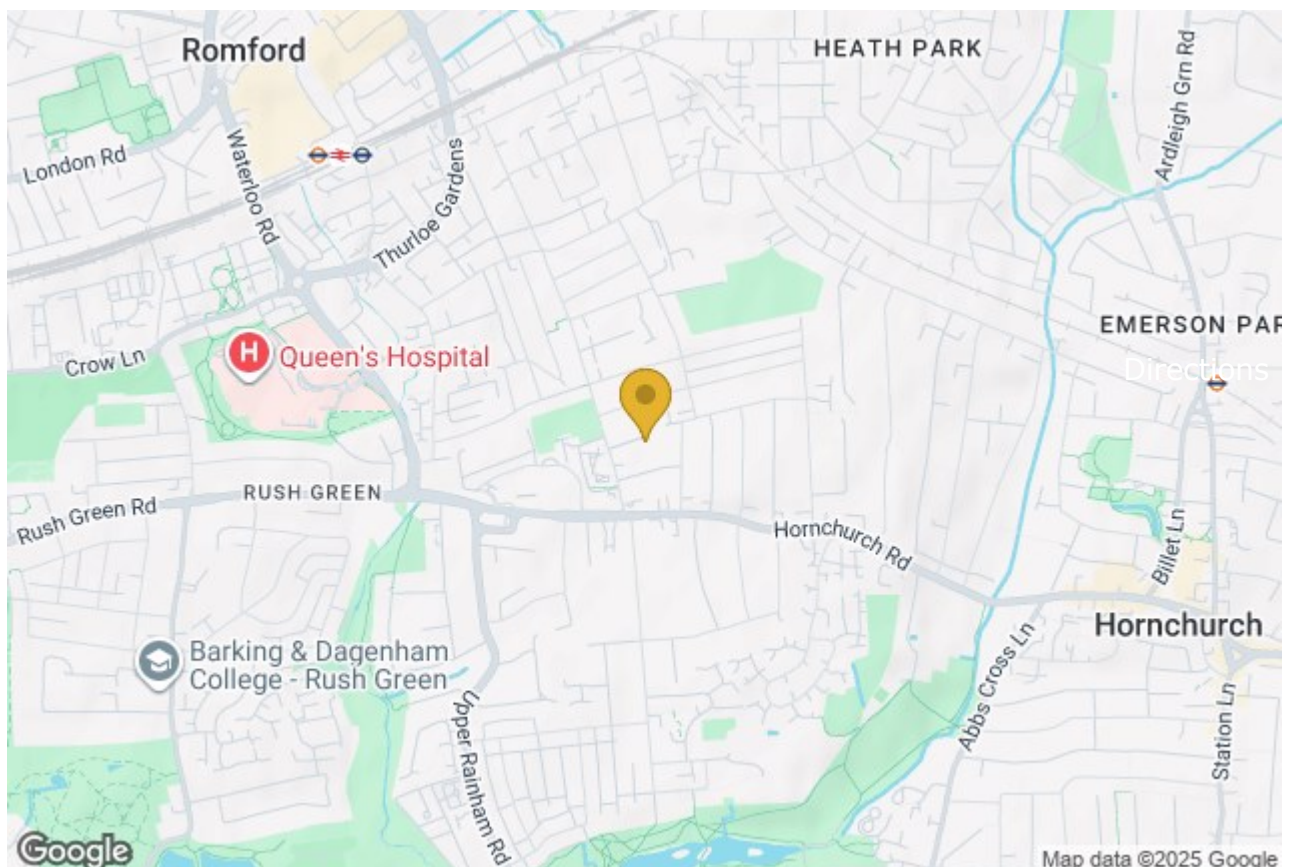 Romford
HEATH PARK
Ardleigh Grn Rd
London Rd
Waterloo Rd
Thurloe Gardens
EMERSON PAR
Directions
Crow Ln
H
Queen's Hospital
RUSH GREEN
Rush Green Rd
Hornchurch Rd
Billet Ln
Hornchurch
Barking & Dagenham
College - Rush Green
Abbs Cross Ln
Upper Rainham Rd
Station Ln
Google
Map data ©2025 Google